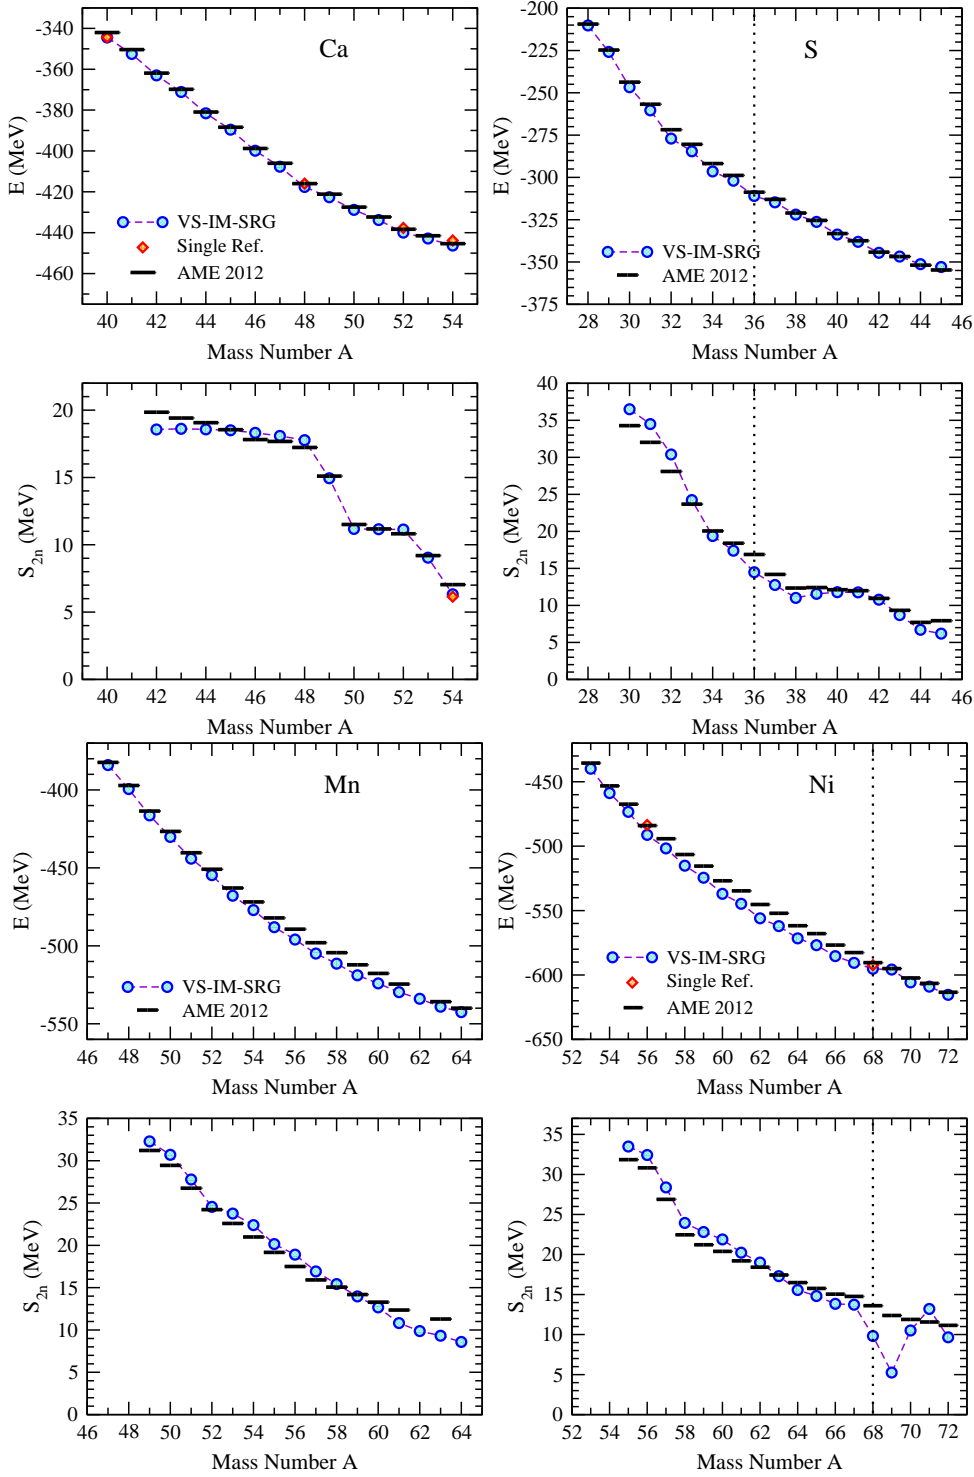 Ca
E (MeV)
-340
-360
-380
-400
-420
-440
-460
VS-IM-SRG
Single Ref.
AME 2012
40 42 44 46 48 50 52 54
Mass Number A
S
E (MeV)
-200
-225
-250
-275
-300
-325
-350
-375
VS-IM-SRG
AME 2012
28 30 32 34 36 38 40 42 44 46
Mass Number A
S2n (MeV)
20
15
10
5
0
40 42 44 46 48 50 52 54
Mass Number A
S2n (MeV)
40
35
30
25
20
15
10
5
0
28 30 32 34 36 38 40 42 44 46
Mass Number A
Mn
E (MeV)
-400
-450
-500
-550
VS-IM-SRG
AME 2012
46 48 50 52 54 56 58 60 62 64
Mass Number A
Ni
E (MeV)
-450
-500
-550
-600
-650
VS-IM-SRG
Single Ref.
AME 2012
52 54 56 58 60 62 64 66 68 70 72
Mass Number A
S2n (MeV)
35
30
25
20
15
10
5
0
46 48 50 52 54 56 58 60 62 64
Mass Number A
S2n (MeV)
35
30
25
20
15
10
5
0
52 54 56 58 60 62 64 66 68 70 72
Mass Number A